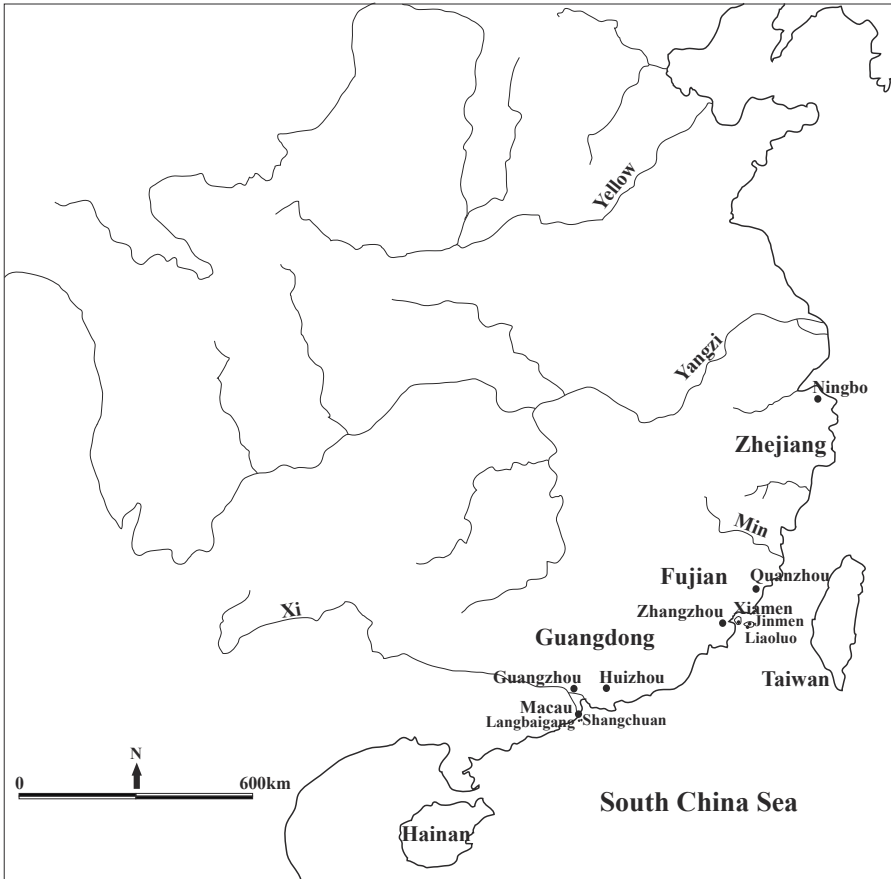 Yellow
Yangzi
Ningbo
Zhejiang
Min
Fujian
Quanzhou
Xi
Zhangzhou
Xiamen
Jinmen
Liaoluo
Guangdong
Taiwan
Guangzhou
Huizhou
Macau
Langbaigang
Shangchuan
N
0
600km
South China Sea
Hainan